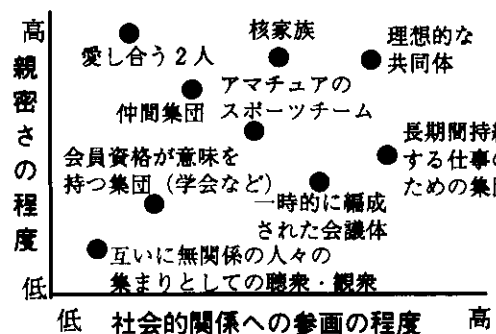 高
親密さの程度
低
愛し合う2人
核家族
理想的な
共同体
仲間集団
アマチュアの
スポーツチーム
長期間持続
する仕事の
ための集団
会員資格が意味を
持つ集団（学会など）
一時的に編成
された会議体
互いに無関係の人々の
集まりとしての聴衆・観衆
低 社会的関係への参画の程度 高